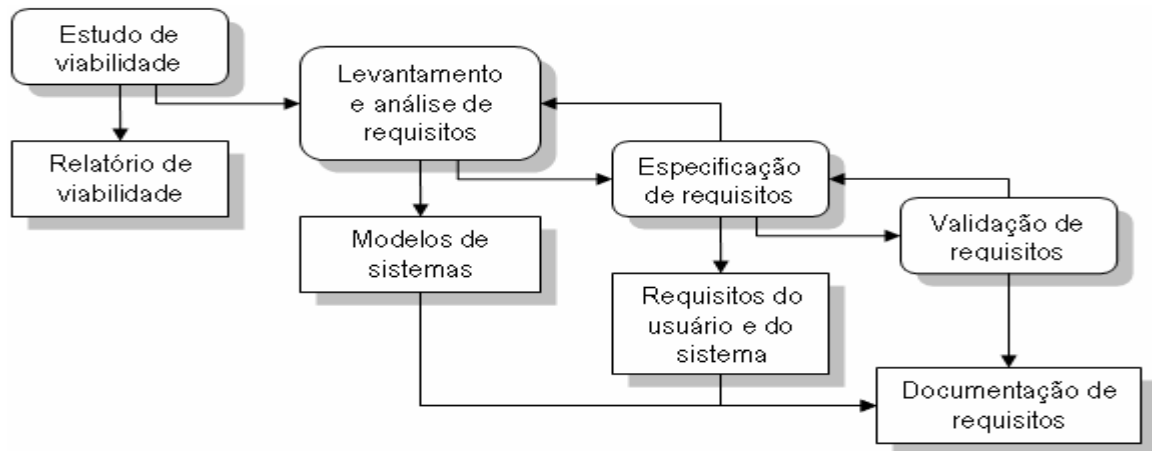 Estudo de
viabilidade
Levantamento
e análise de
requisitos
Relatório de
viabilidade
Especificação
de requisitos
Modelos de
sistemas
Validação de
requisitos
Requisitos do
usuário e do
sistema
Documentação de
requisitos